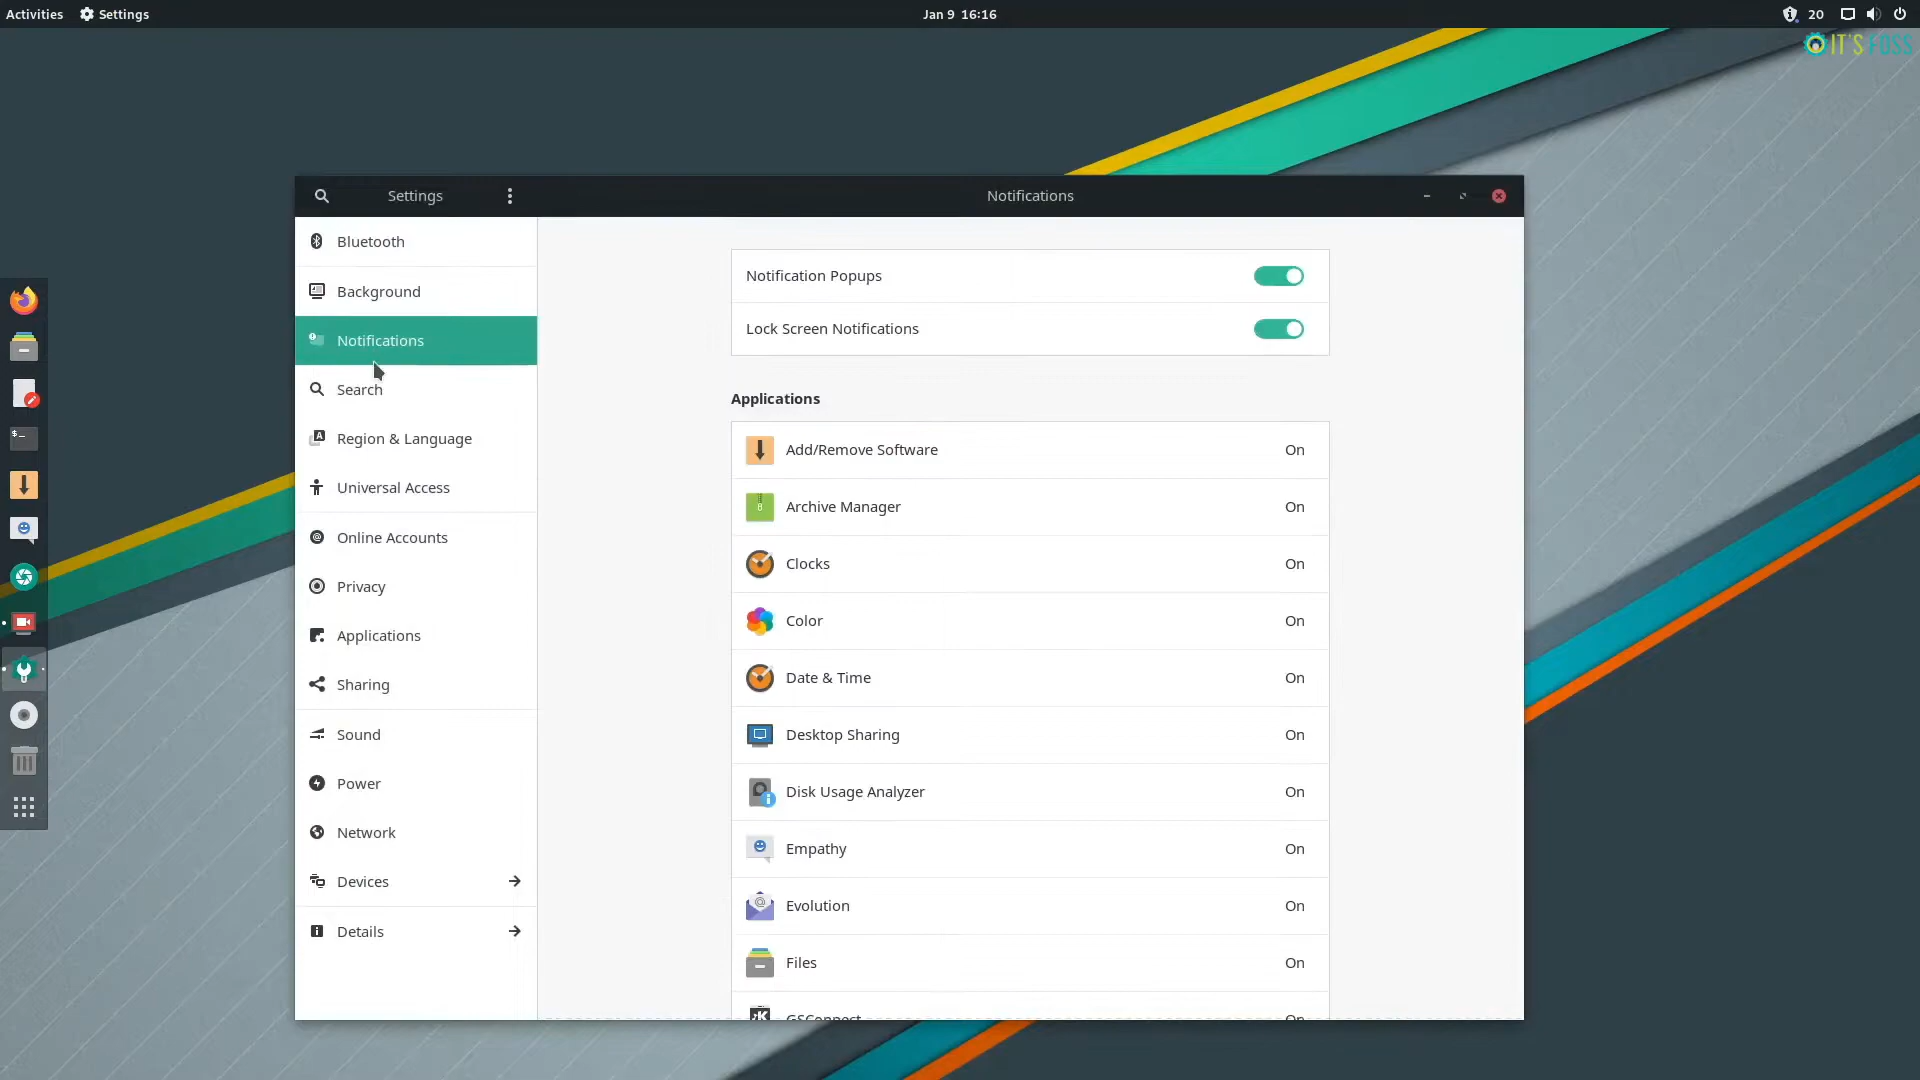 Activities
Settings
Jan 9 16:16
20
IT'S FOSS
Settings
Notifications
Bluetooth
Background
Notifications
Search
Region & Language
Universal Access
Online Accounts
Privacy
Applications
Sharing
Sound
Power
Network
Devices
Details
Notification Popups
Lock Screen Notifications
Applications
Add/Remove Software On
Archive Manager On
Clocks On
Color On
Date & Time On
Desktop Sharing On
Disk Usage Analyzer On
Empathy On
Evolution On
Files On
GSConnect On